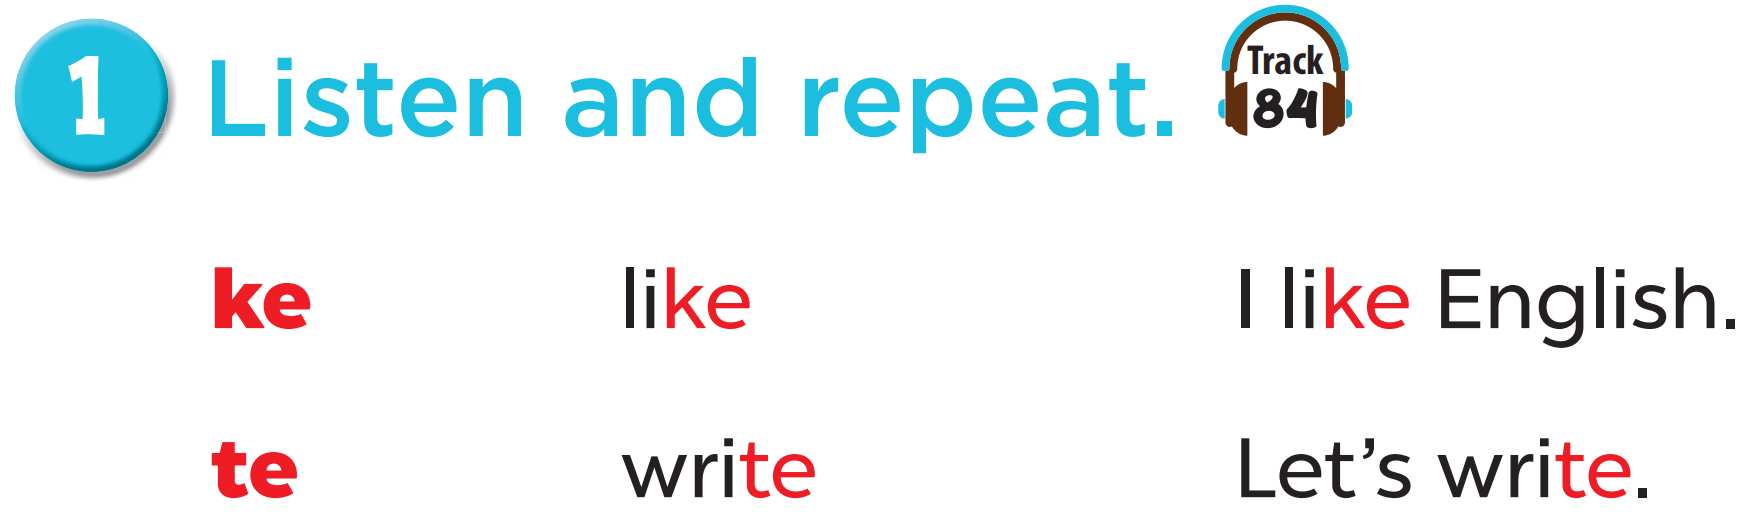 1 Listen and repeat. Track 84
ke like I like English.
te write Let's write.